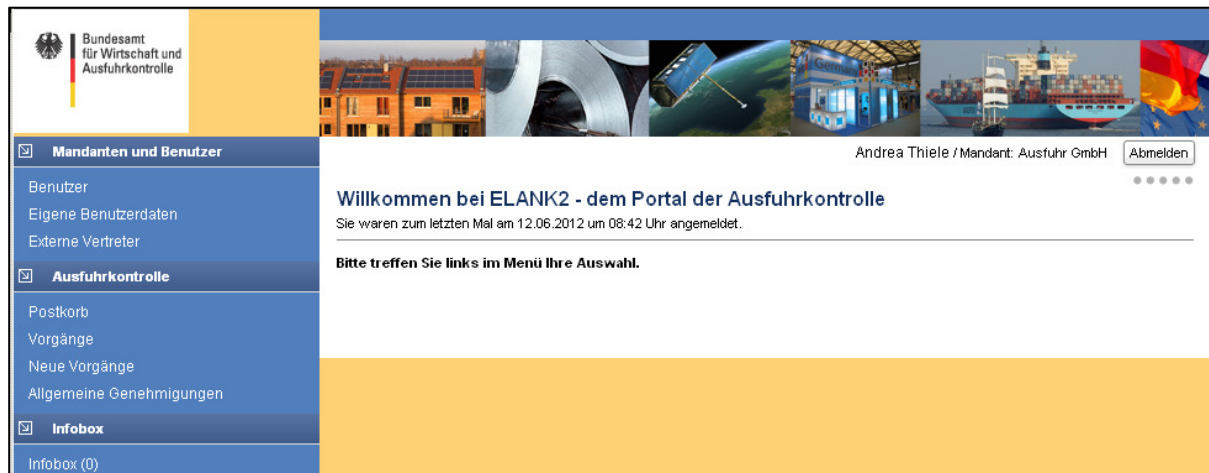 Bundesamt
für Wirtschaft und
Ausfuhrkontrolle
Germany
Andrea Thiele / Mandant: Ausfuhr GmbH Abmelden
Mandanten und Benutzer
Benutzer
Eigene Benutzerdaten
Externe Vertreter
Ausfuhrkontrolle
Postkorb
Vorgänge
Neue Vorgänge
Allgemeine Genehmigungen
Infobox
Infobox (0)
Willkommen bei ELANK2 - dem Portal der Ausfuhrkontrolle
Sie waren zum letzten Mal am 12.06.2012 um 08:42 Uhr angemeldet.
Bitte treffen Sie links im Menü Ihre Auswahl.